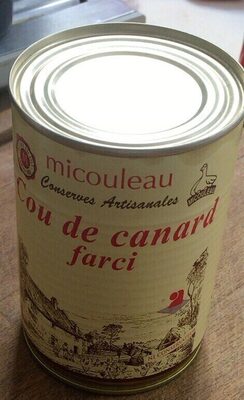 micouleau
Conserves Artisanales
Cou de canard
farci